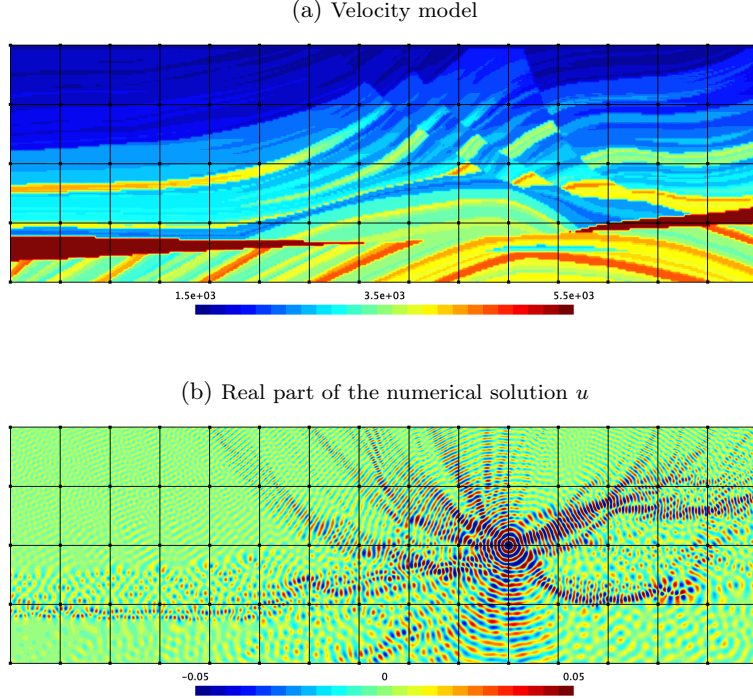 (a) Velocity model
1.5e+03 3.5e+03 5.5e+03
(b) Real part of the numerical solution u
-0.05 0 0.05